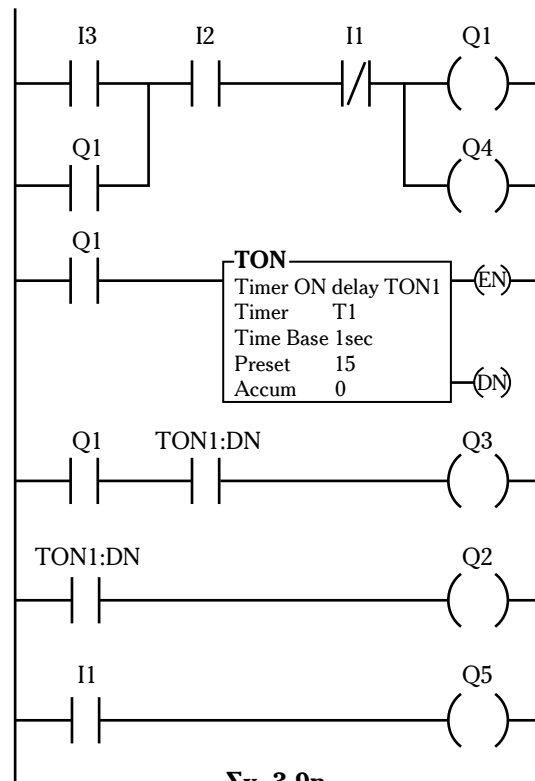 I3 I2 I1 Q1
Q1 Q4
Q1
TON
Timer ON delay TON1
EN
Timer T1
Time Base 1sec
Preset 15
DN
Accum 0
Q1 TON1:DN Q3
TON1:DN Q2
I1 Q5